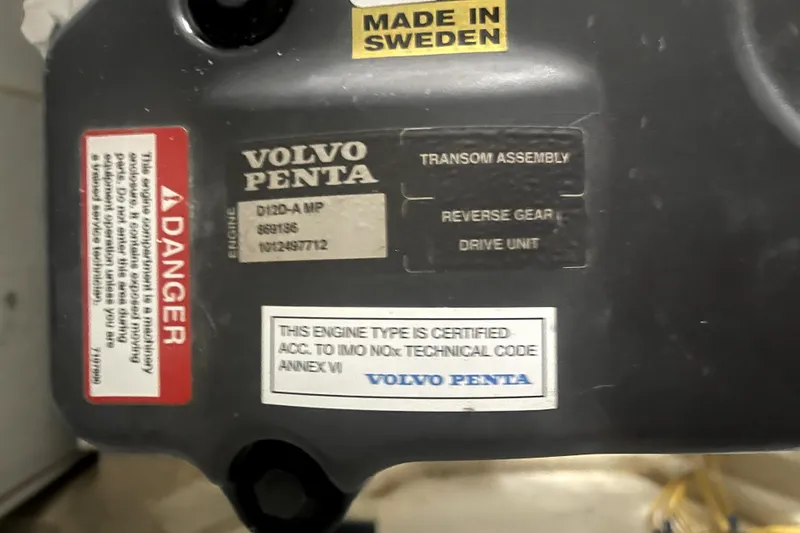 MADE IN
SWEDEN
VOLVO
PENTA
ENGINE
D12D-A MP
869186
1012497712
TRANSOM ASSEMBLY
REVERSE GEAR
DRIVE UNIT
DANGER
This engine compartment is a machinery
enclosure. It contains exposed moving
parts. Do not enter this area during
equipment operation unless you are
a trained service technician.
THIS ENGINE TYPE IS CERTIFIED
ACC. TO IMO NOx TECHNICAL CODE
ANNEX VI
VOLVO PENTA